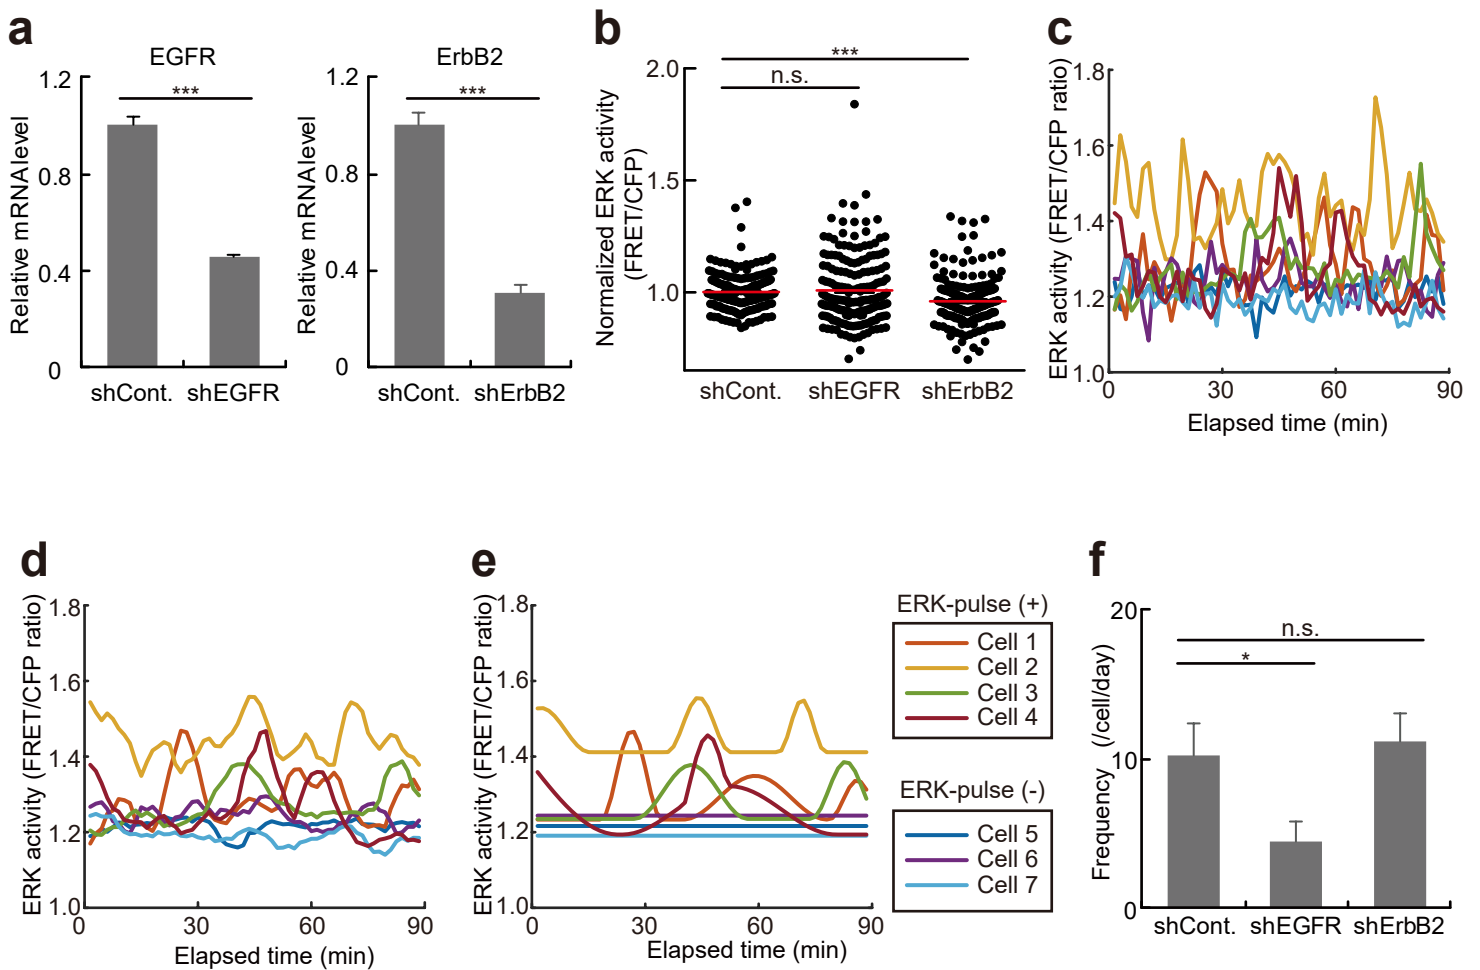 a
EGFR
Relative mRNAlevel
1.2
0.8
0.4
0
***
shCont. shEGFR
ErbB2
Relative mRNAlevel
1.2
0.8
0.4
0
***
shCont. shErbB2
b
Normalized ERK activity
(FRET/CFP)
2.0
1.5
1.0
***
n.s.
shCont. shEGFR shErbB2
c
ERK activity (FRET/CFP ratio)
1.8
1.6
1.4
1.2
1.0
0 30 60 90
Elapsed time (min)
d
ERK activity (FRET/CFP ratio)
1.8
1.6
1.4
1.2
1.0
0 30 60 90
Elapsed time (min)
e
ERK activity (FRET/CFP ratio)
1.8
1.6
1.4
1.2
1.0
0 30 60 90
Elapsed time (min)
ERK-pulse (+)
Cell 1
Cell 2
Cell 3
Cell 4
ERK-pulse (-)
Cell 5
Cell 6
Cell 7
f
Frequency (/cell/day)
20
10
0
n.s.
*
shCont. shEGFR shErbB2